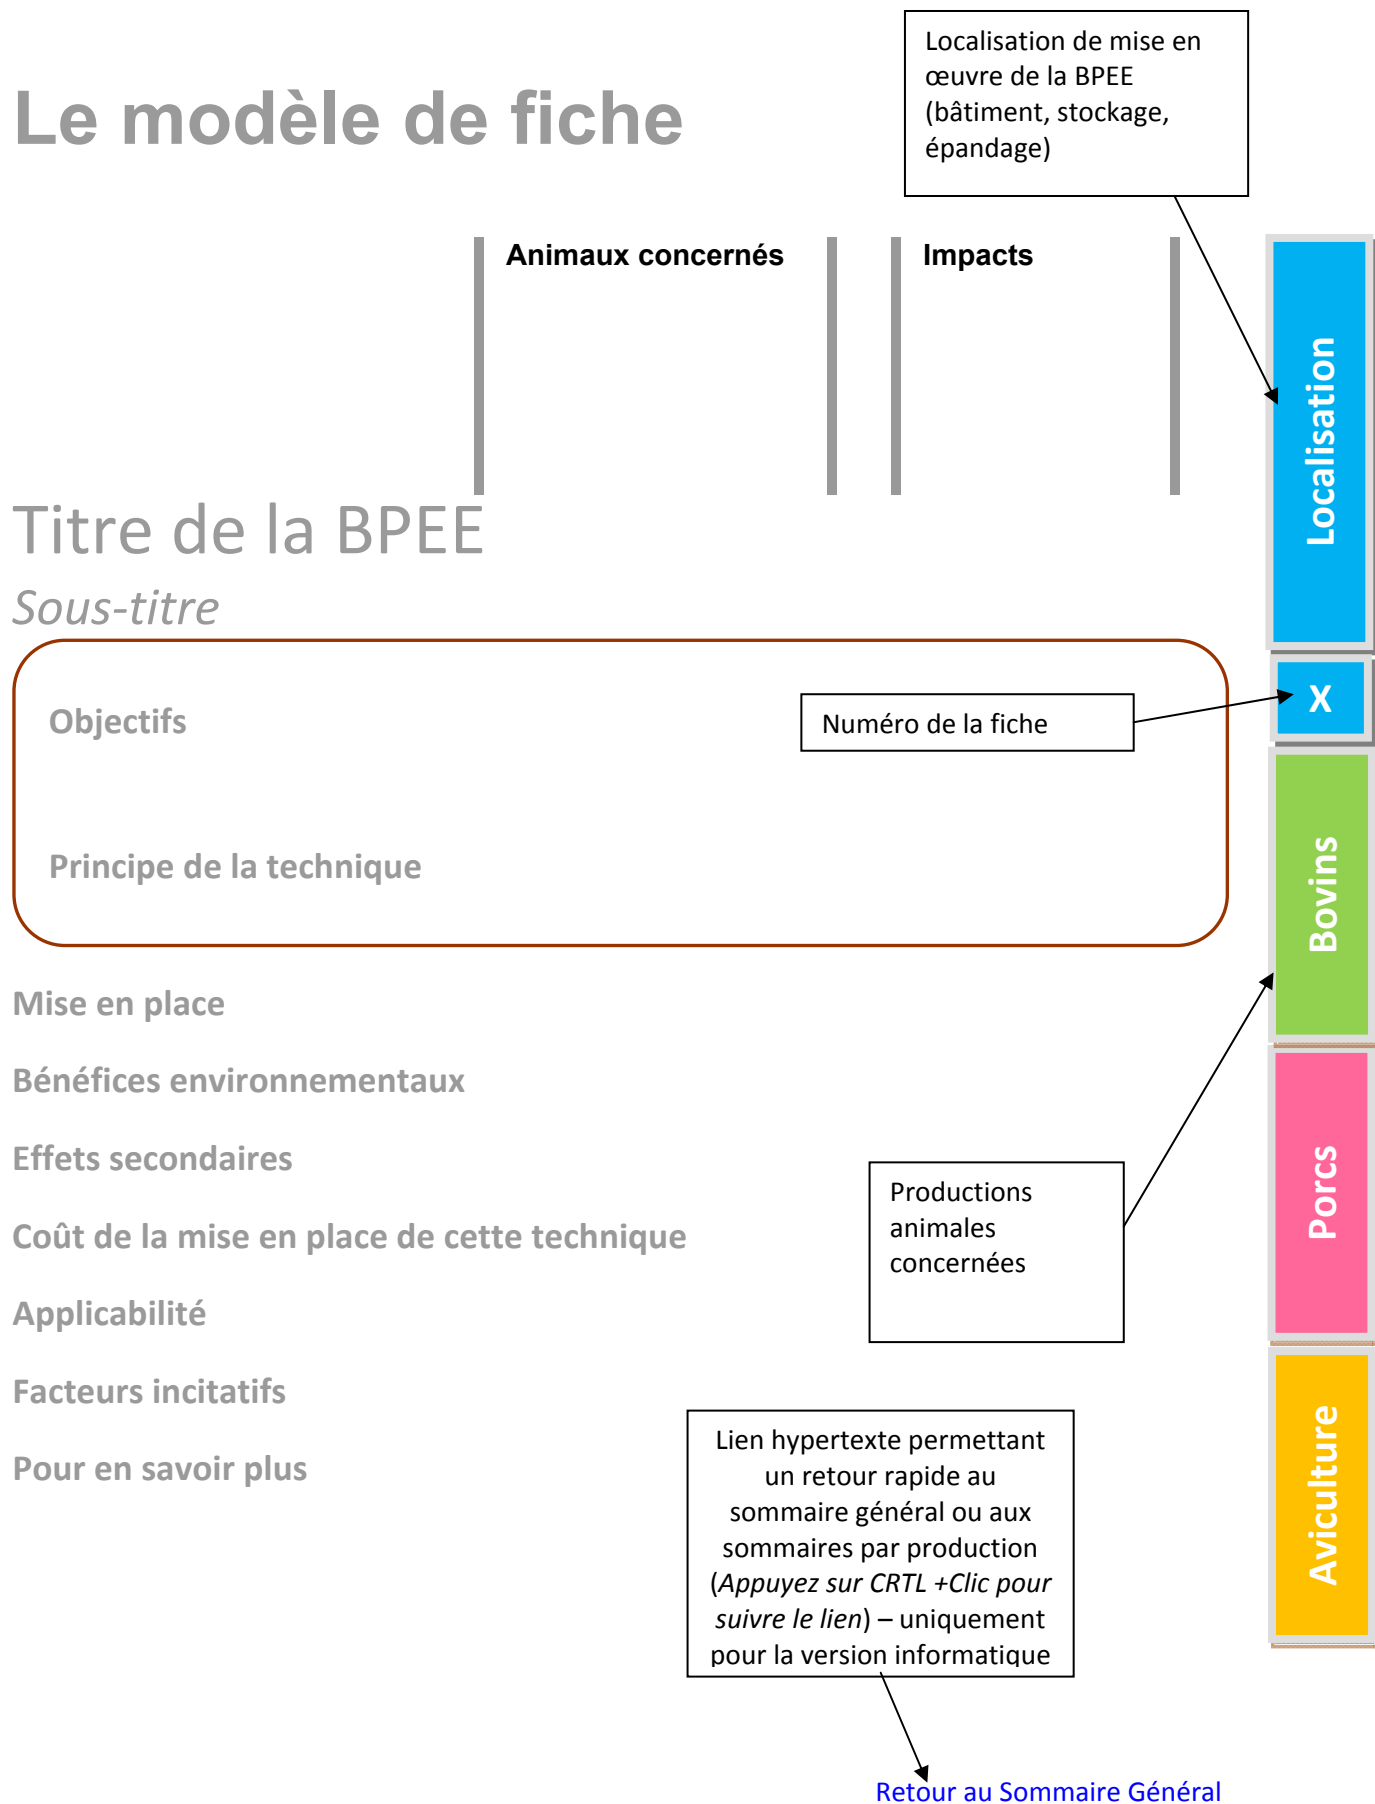 Localisation de mise en
œuvre de la BPEE
(bâtiment, stockage,
épandage)
Le modèle de fiche
Animaux concernés
Impacts
Localisation
Titre de la BPEE
Sous-titre
Objectifs
Numéro de la fiche
X
Principe de la technique
Bovins
Mise en place
Bénéfices environnementaux
Effets secondaires
Productions
animales
concernées
Porcs
Coût de la mise en place de cette technique
Applicabilité
Facteurs incitatifs
Pour en savoir plus
Lien hypertexte permettant
un retour rapide au
sommaire général ou aux
sommaires par production
(Appuyez sur CRTL +Clic pour
suivre le lien) – uniquement
pour la version informatique
Aviculture
Retour au Sommaire Général